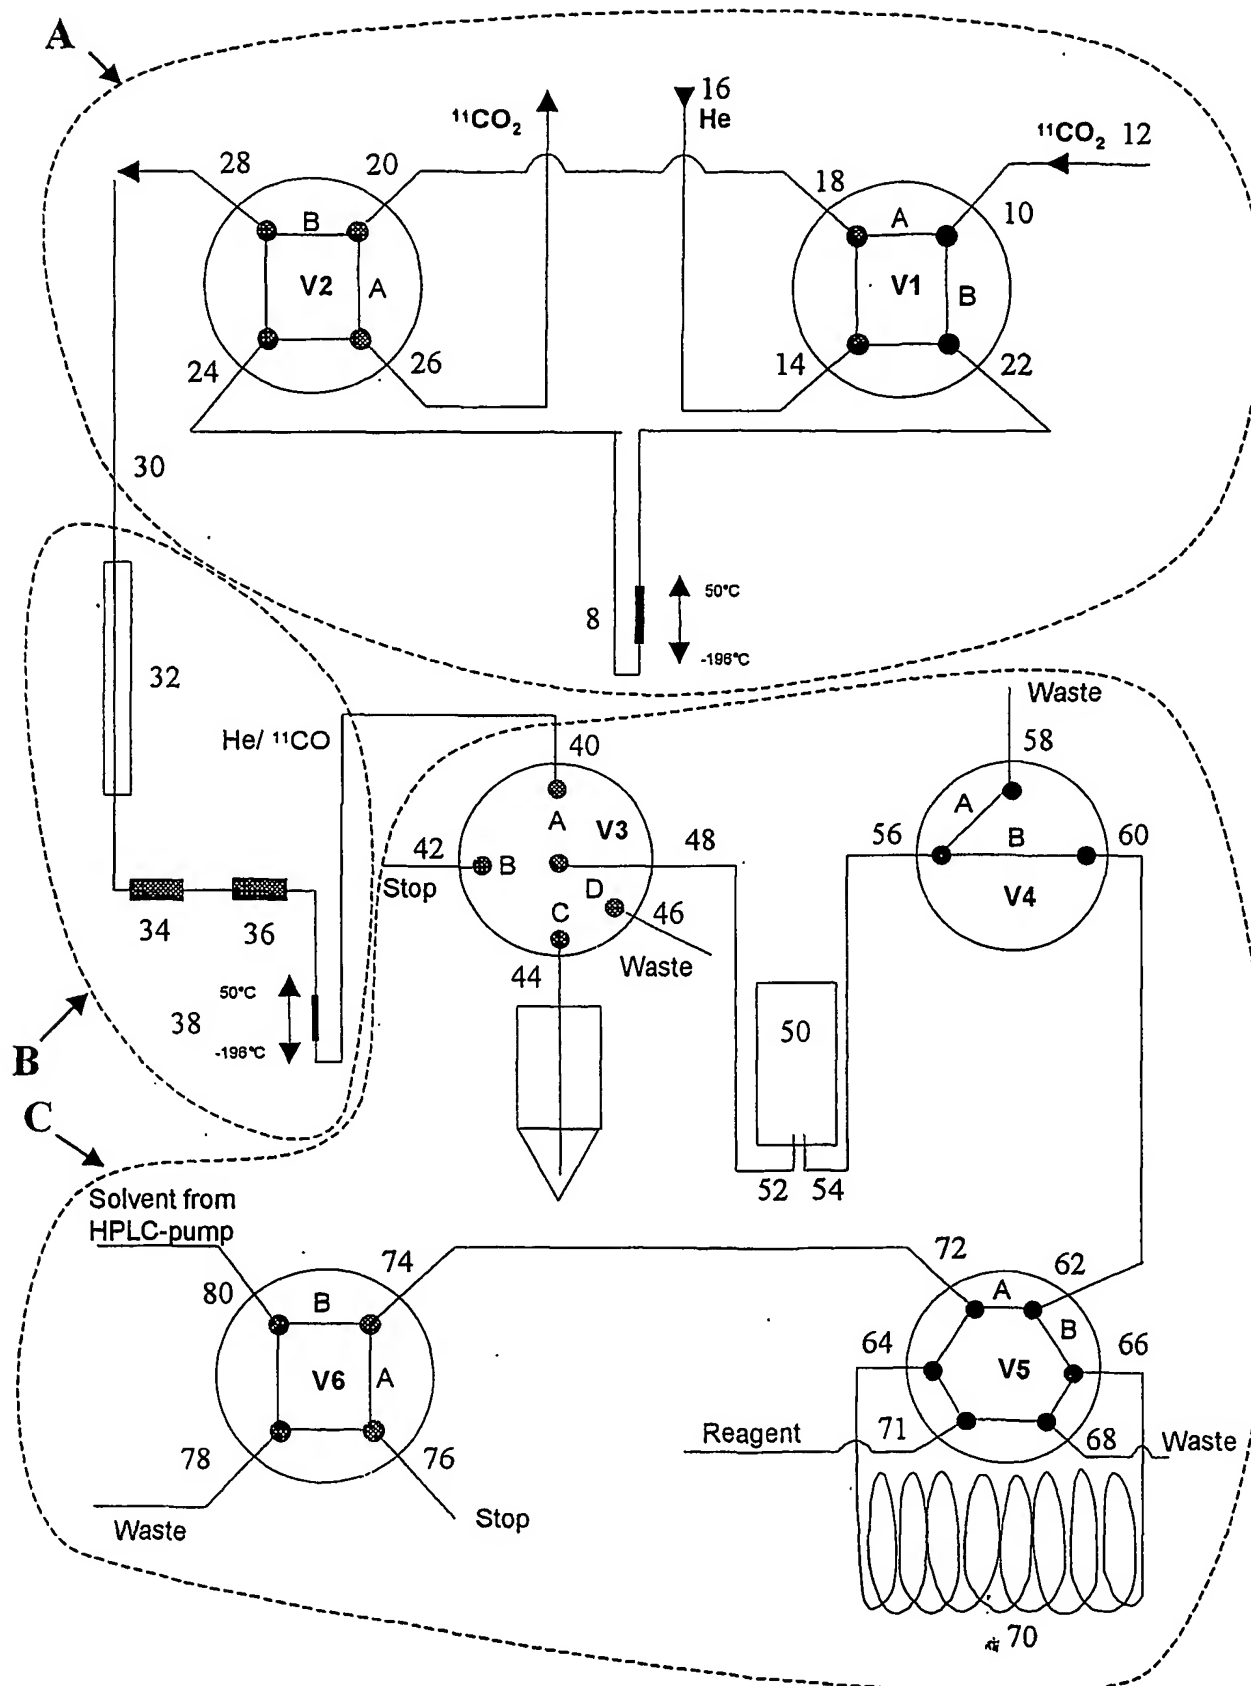 A
16
He
¹¹CO₂
¹¹CO₂ 12
28
20
18
10
B
V2
A
A
V1
B
24
26
14
22
30
8
50°C
-196°C
32
He/ ¹¹CO
40
Waste
58
A
V3
42
Stop
B
48
D
C
46
Waste
44
56
A
B
60
V4
34
36
50°C
38
-196°C
50
52
54
B
C
Solvent from
HPLC-pump
80
74
72
62
B
V6
A
A
B
V5
64
66
78
76
Waste
Stop
Reagent
71
68
Waste
70